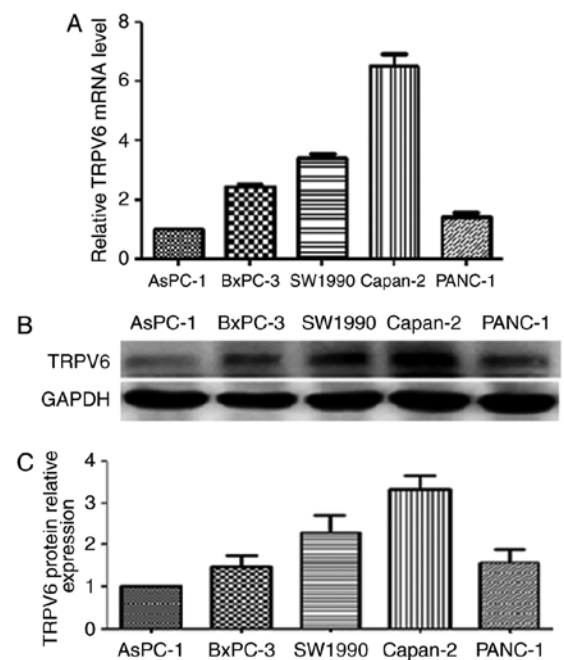 A
Relative TRPV6 mRNA level
8
6
4
2
0
AsPC-1 BxPC-3 SW1990 Capan-2 PANC-1
B
AsPC-1 BxPC-3 SW1990 Capan-2 PANC-1
TRPV6
GAPDH
C
TRPV6 protein relative
expression
4
3
2
1
0
AsPC-1 BxPC-3 SW1990 Capan-2 PANC-1